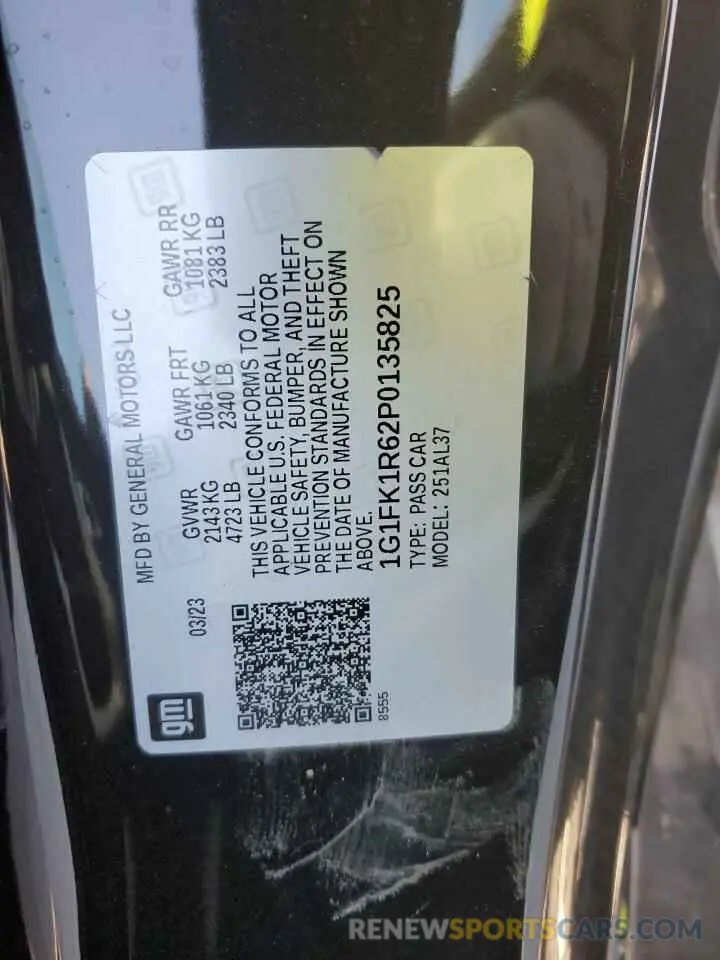 gm
MFD BY GENERAL MOTORS LLC
03/23
GVWR GAWR FRT GAWR RR
2143 KG 1061 KG 1081 KG
4723 LB 2340 LB 2383 LB
THIS VEHICLE CONFORMS TO ALL
APPLICABLE U.S. FEDERAL MOTOR
VEHICLE SAFETY, BUMPER, AND THEFT
PREVENTION STANDARDS IN EFFECT ON
THE DATE OF MANUFACTURE SHOWN
ABOVE.
8555
1G1FK1R62P0135825
TYPE: PASS CAR
MODEL: 251AL37
RENEWSPORTSCARS.COM